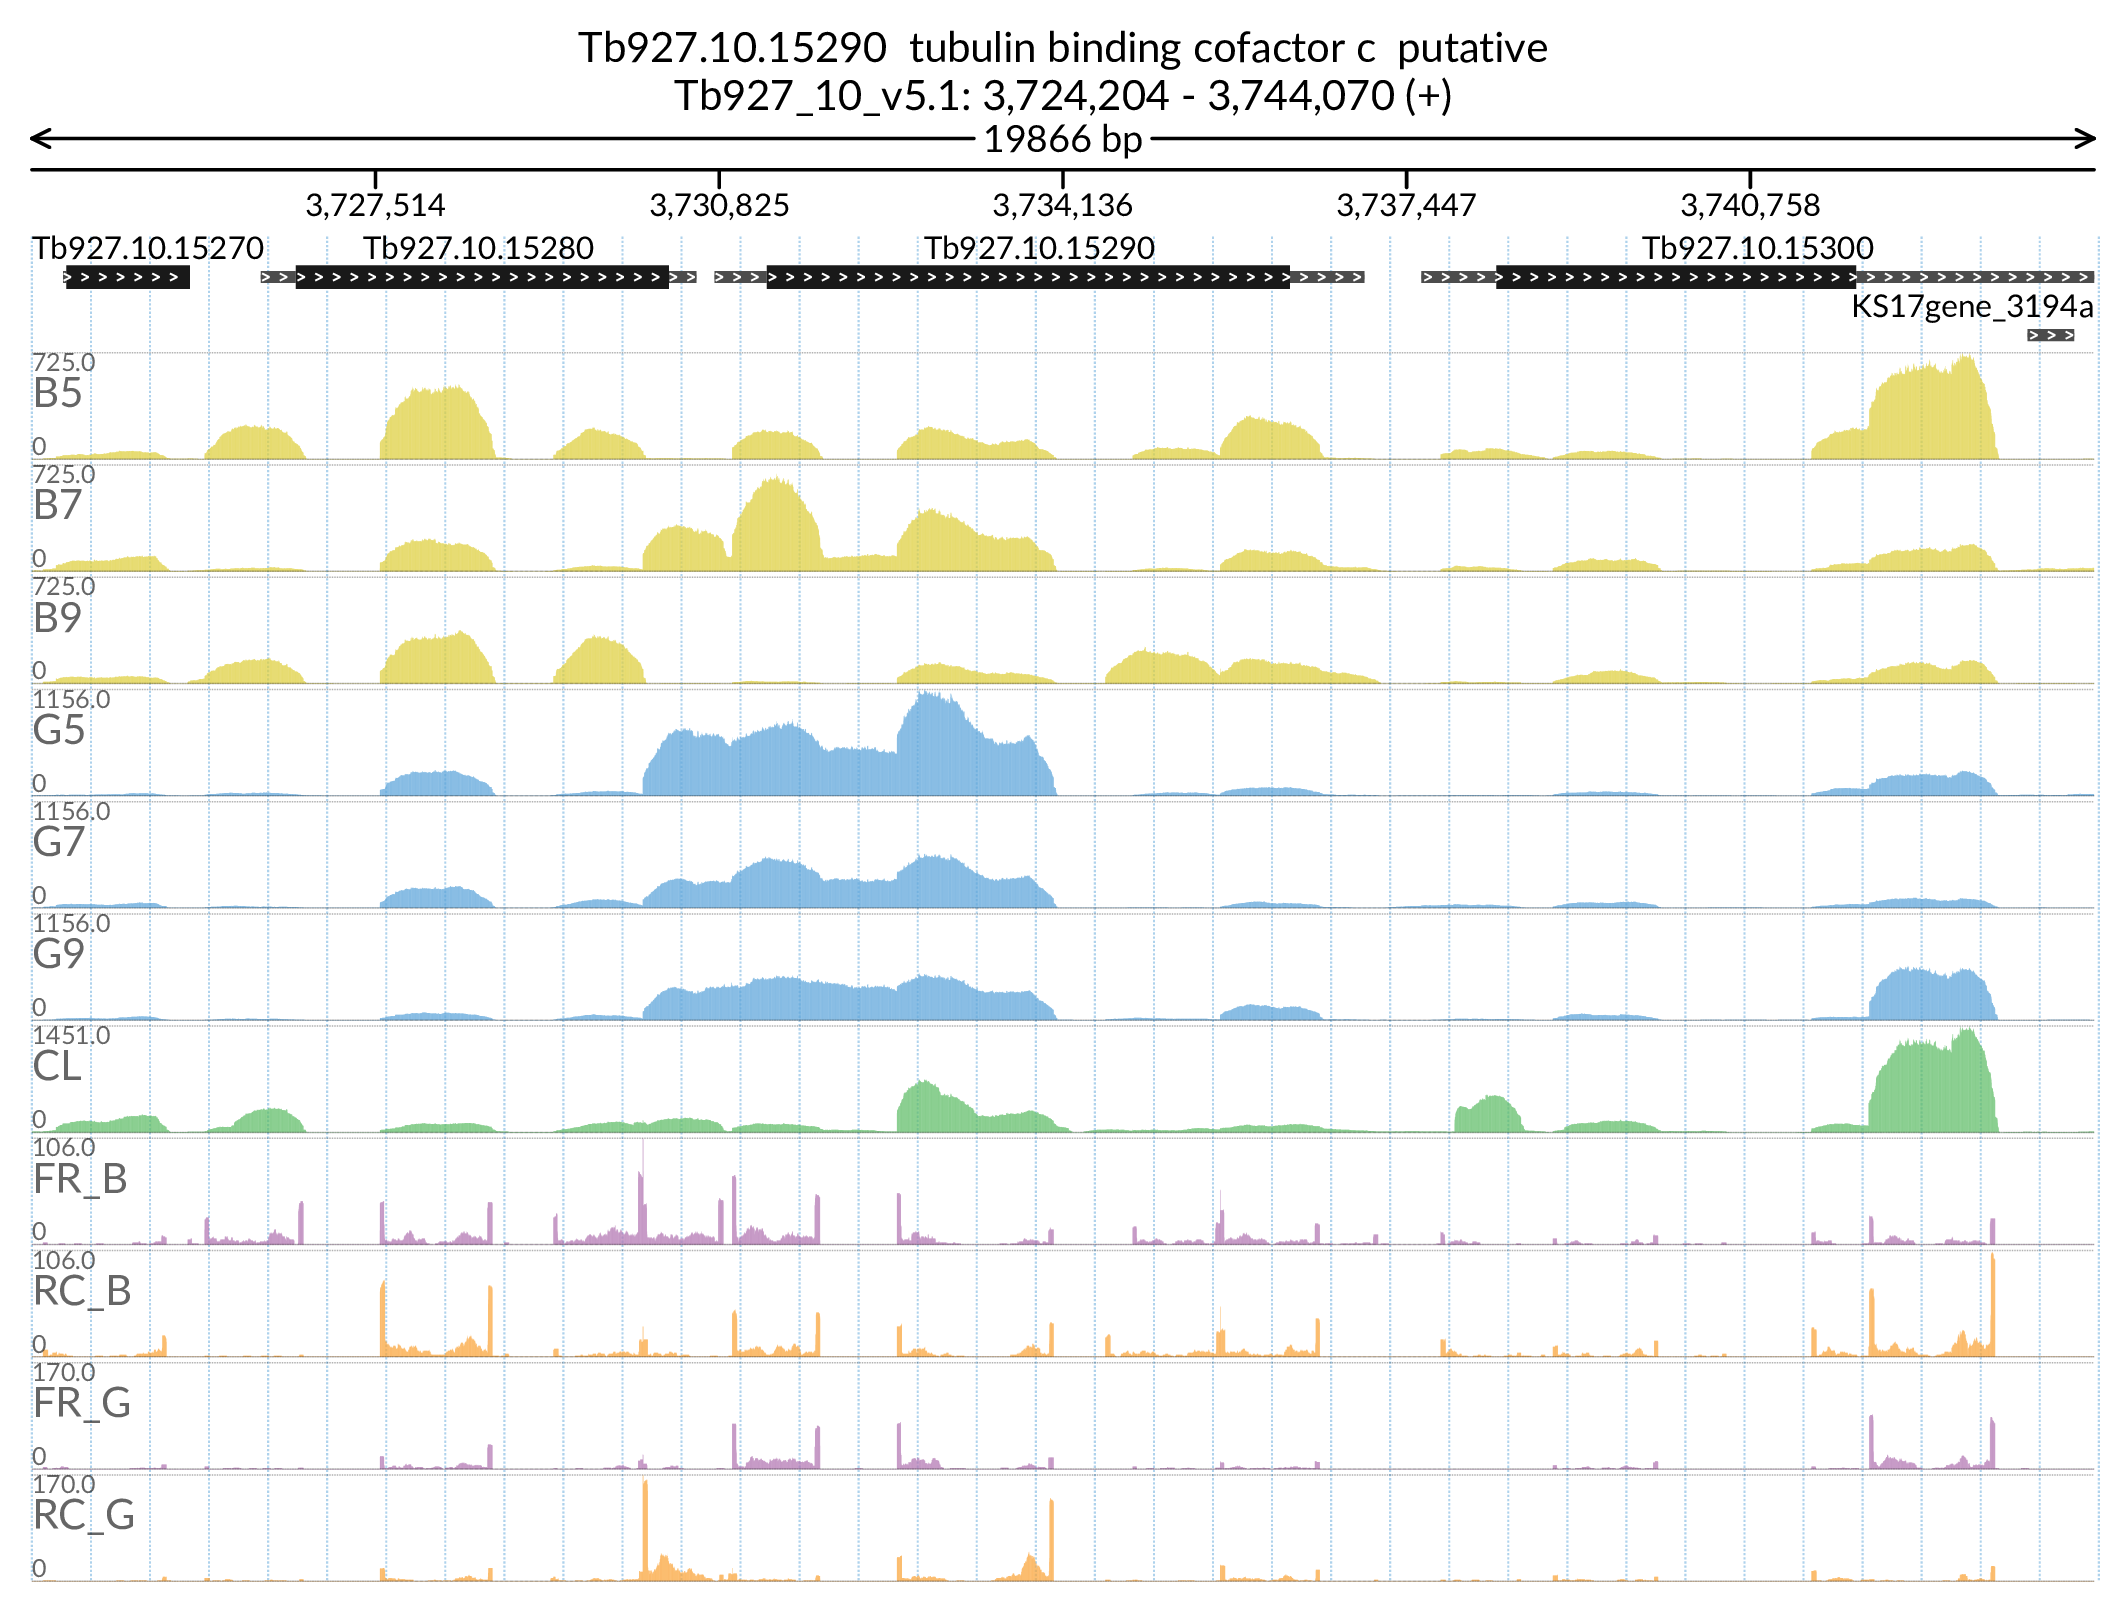 Tb927.10.15290  tubulin binding cofactor c  putative
Tb927_10_v5.1: 3,724,204 - 3,744,070 (+)
19866 bp
3,727,514 3,730,825 3,734,136 3,737,447 3,740,758
Tb927.10.15270 Tb927.10.15280 Tb927.10.15290 Tb927.10.15300
KS17gene_3194a
725.0
B5
0
725.0
B7
0
725.0
B9
0
1156.0
G5
0
1156.0
G7
0
1156.0
G9
0
1451.0
CL
0
106.0
FR_B
0
106.0
RC_B
0
170.0
FR_G
0
170.0
RC_G
0